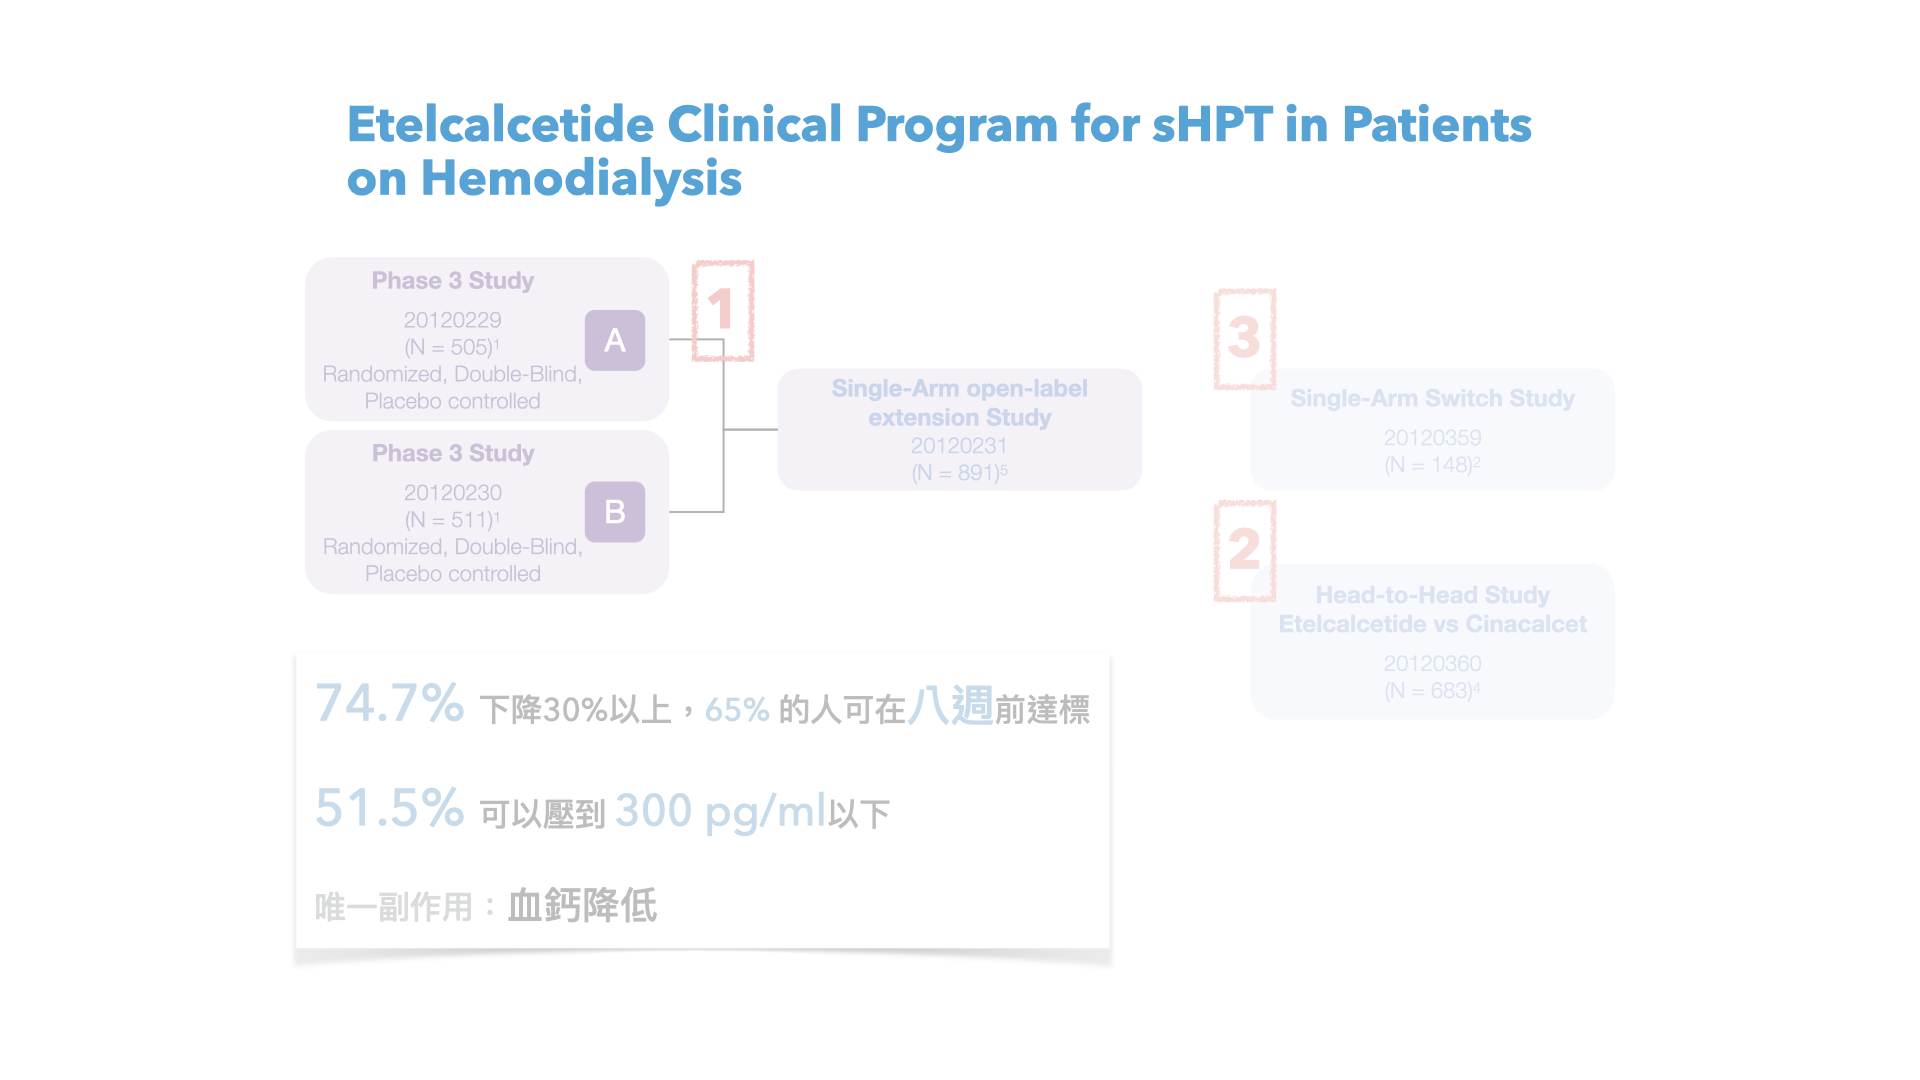 Etelcalcetide Clinical Program for sHPT in Patients
on Hemodialysis
Phase 3 Study
20120229
(N = 505)¹
Randomized, Double-Blind,
Placebo controlled
A
1
Phase 3 Study
20120230
(N = 511)¹
Randomized, Double-Blind,
Placebo controlled
B
Single-Arm open-label
extension Study
20120231
(N = 891)⁵
3
Single-Arm Switch Study
20120359
(N = 148)²
2
Head-to-Head Study
Etelcalcetide vs Cinacalcet
20120360
(N = 683)⁴
74.7% 下降30%以上，65% 的人可在八週前達標
51.5% 可以壓到 300 pg/ml以下
唯一副作用：血鈣降低